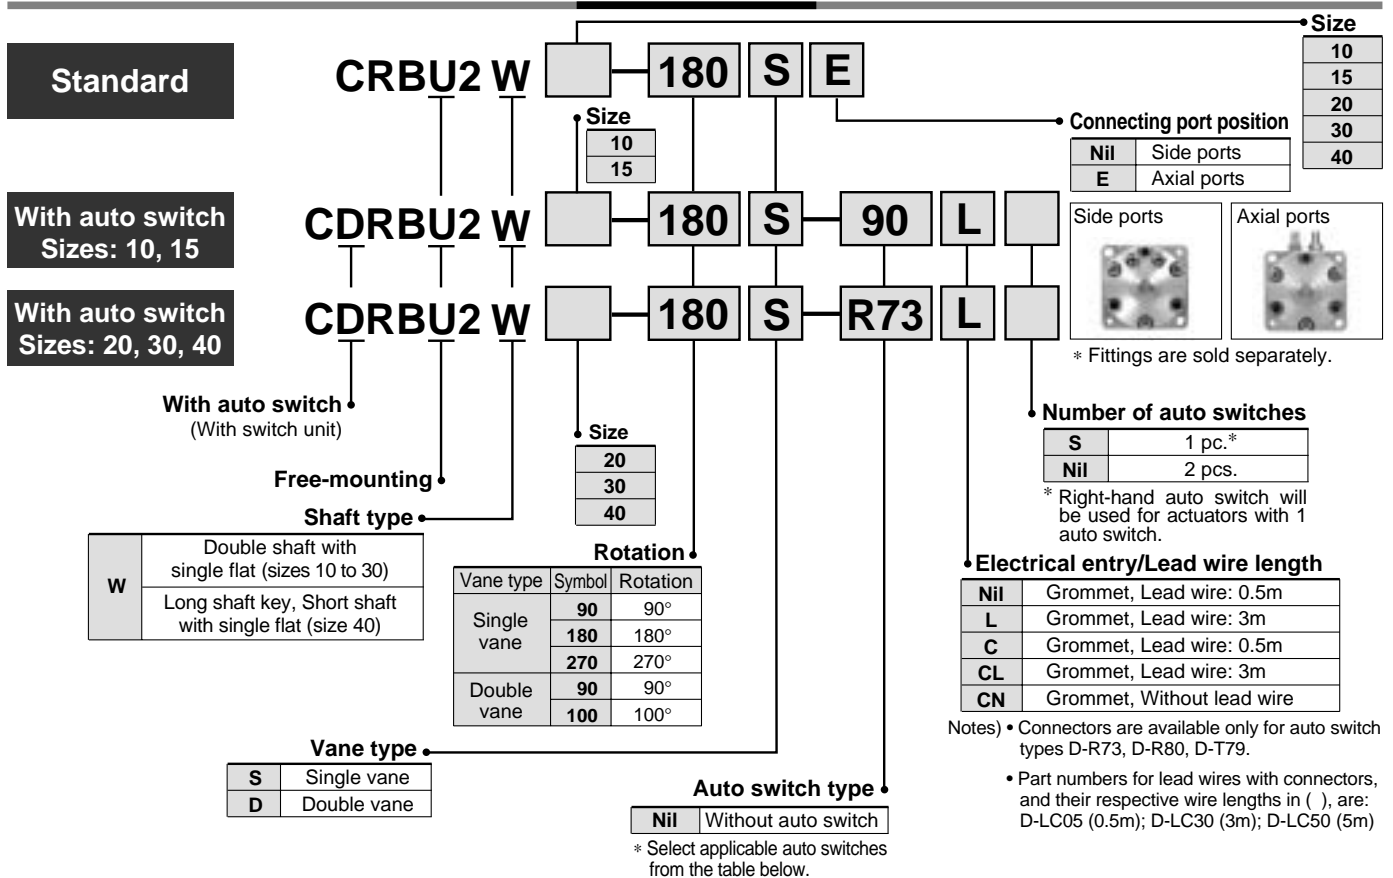 Size
10
15
20
30
40
Standard
CRBU2 W 180 S E
Connecting port position
Nil Side ports
E Axial ports
Size
10
15
With auto switch
Sizes: 10, 15
CDRBU2 W 180 S 90 L
With auto switch
Sizes: 20, 30, 40
CDRBU2 W 180 S R73 L
Side ports
Axial ports
* Fittings are sold separately.
With auto switch
(With switch unit)
Free-mounting
Shaft type
W
Double shaft with
single flat (sizes 10 to 30)
Long shaft key, Short shaft
with single flat (size 40)
Size
20
30
40
Rotation
Vane type Symbol Rotation
Single
vane
90 90°
180 180°
270 270°
Double
vane
90 90°
100 100°
Vane type
S Single vane
D Double vane
Number of auto switches
S 1 pc.*
Nil 2 pcs.
* Right-hand auto switch will
be used for actuators with 1
auto switch.
Electrical entry/Lead wire length
Nil Grommet, Lead wire: 0.5m
L Grommet, Lead wire: 3m
C Grommet, Lead wire: 0.5m
CL Grommet, Lead wire: 3m
CN Grommet, Without lead wire
Notes) • Connectors are available only for auto switch
types D-R73, D-R80, D-T79.
• Part numbers for lead wires with connectors,
and their respective wire lengths in ( ), are:
D-LC05 (0.5m); D-LC30 (3m); D-LC50 (5m)
Auto switch type
Nil Without auto switch
* Select applicable auto switches
from the table below.